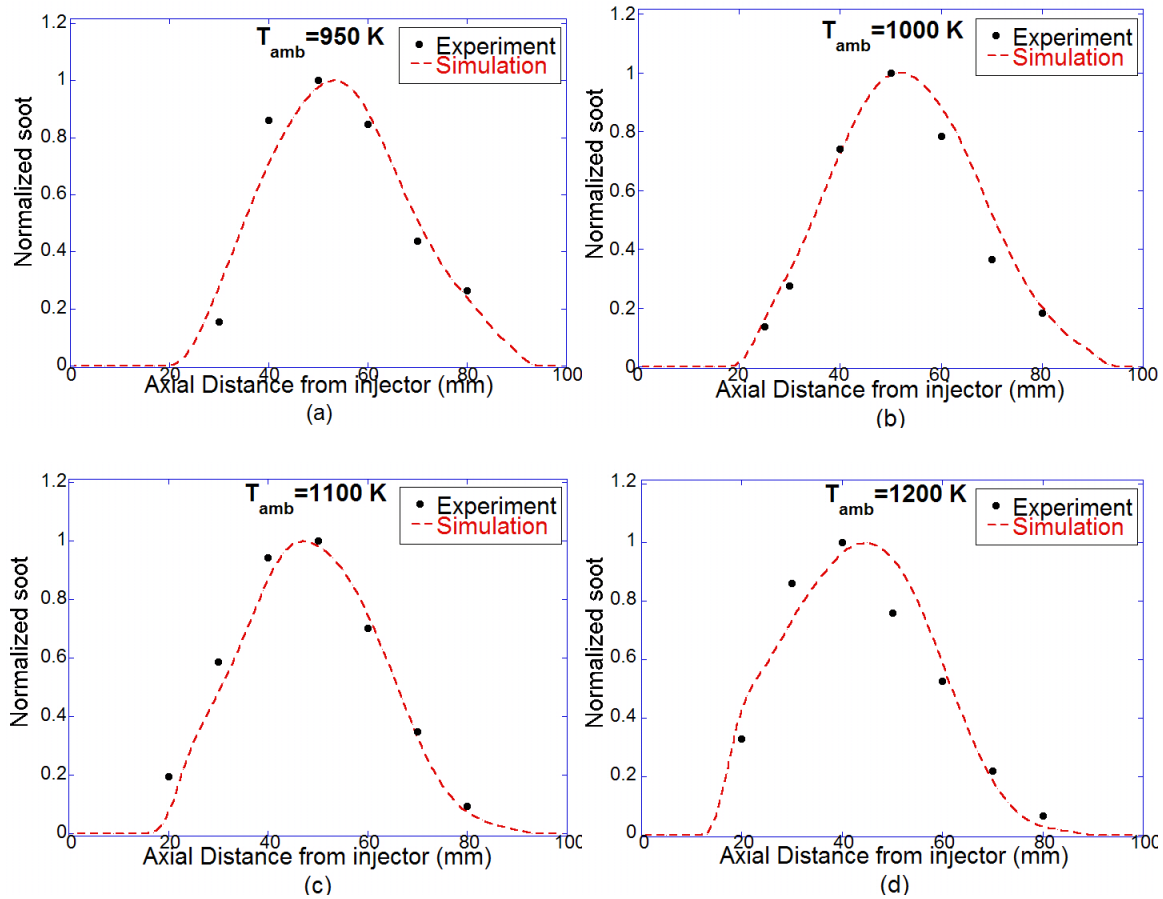 T_amb=950 K
Experiment
Simulation
Normalized soot
1.2
1
0.8
0.6
0.4
0.2
0
0 20 40 60 80 100
Axial Distance from injector (mm)
(a)
T_amb=1000 K
Experiment
Simulation
Normalized soot
1.2
1
0.8
0.6
0.4
0.2
0
0 20 40 60 80 100
Axial Distance from injector (mm)
(b)
T_amb=1100 K
Experiment
Simulation
Normalized soot
1.2
1
0.8
0.6
0.4
0.2
0
0 20 40 60 80 100
Axial Distance from injector (mm)
(c)
T_amb=1200 K
Experiment
Simulation
Normalized soot
1.2
1
0.8
0.6
0.4
0.2
0
0 20 40 60 80 100
Axial Distance from injector (mm)
(d)